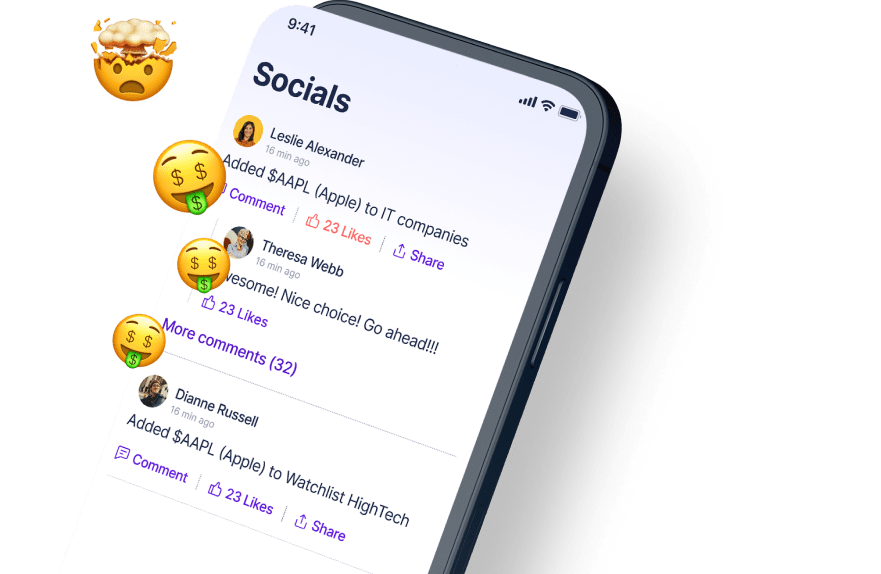 9:41
Socials
Leslie Alexander
16 min ago
Added $AAPL (Apple) to IT companies
Comment
23 Likes
Share
Theresa Webb
16 min ago
wesome! Nice choice! Go ahead!!!
23 Likes
More comments (32)
Dianne Russell
16 min ago
Added $AAPL (Apple) to Watchlist HighTech
Comment
23 Likes
Share